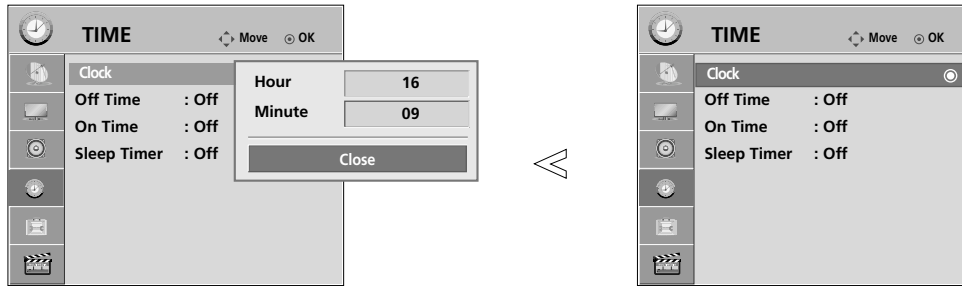 TIME
Move OK
Clock
Off Time : Off
On Time : Off
Sleep Timer : Off
Hour 16
Minute 09
Close
TIME
Move OK
Clock
Off Time : Off
On Time : Off
Sleep Timer : Off